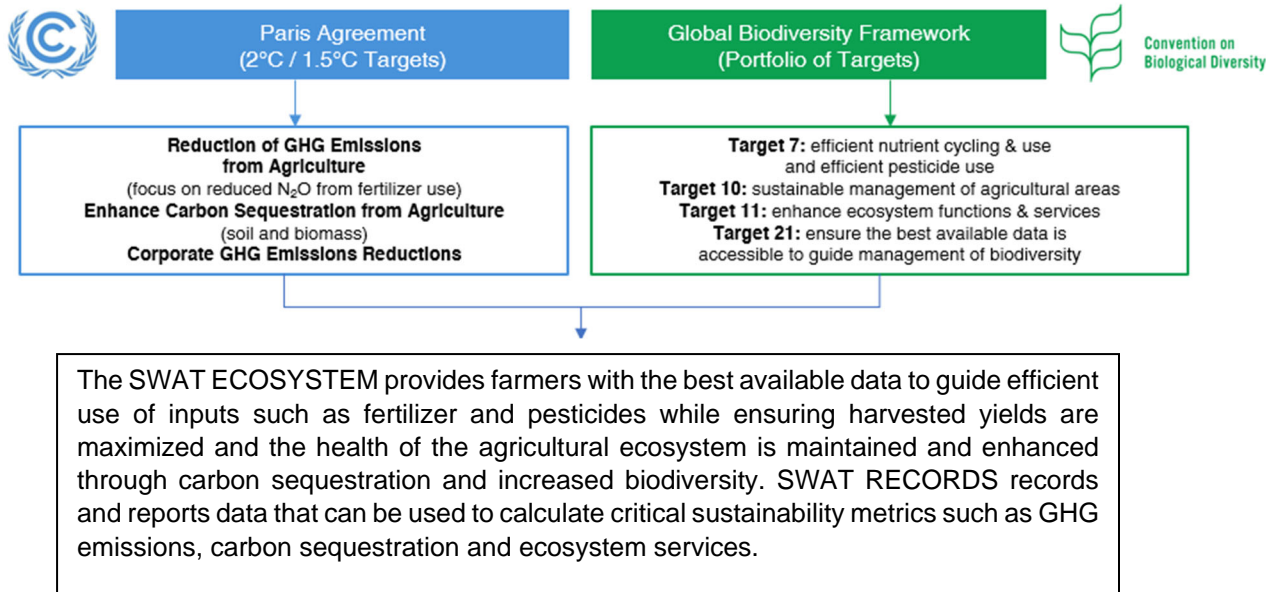 Paris Agreement
(2°C / 1.5°C Targets)
Global Biodiversity Framework
(Portfolio of Targets)
Convention on
Biological Diversity
Reduction of GHG Emissions
from Agriculture
(focus on reduced N₂O from fertilizer use)
Enhance Carbon Sequestration from Agriculture
(soil and biomass)
Corporate GHG Emissions Reductions
Target 7: efficient nutrient cycling & use
and efficient pesticide use
Target 10: sustainable management of agricultural areas
Target 11: enhance ecosystem functions & services
Target 21: ensure the best available data is
accessible to guide management of biodiversity
The SWAT ECOSYSTEM provides farmers with the best available data to guide efficient
use of inputs such as fertilizer and pesticides while ensuring harvested yields are
maximized and the health of the agricultural ecosystem is maintained and enhanced
through carbon sequestration and increased biodiversity. SWAT RECORDS records
and reports data that can be used to calculate critical sustainability metrics such as GHG
emissions, carbon sequestration and ecosystem services.